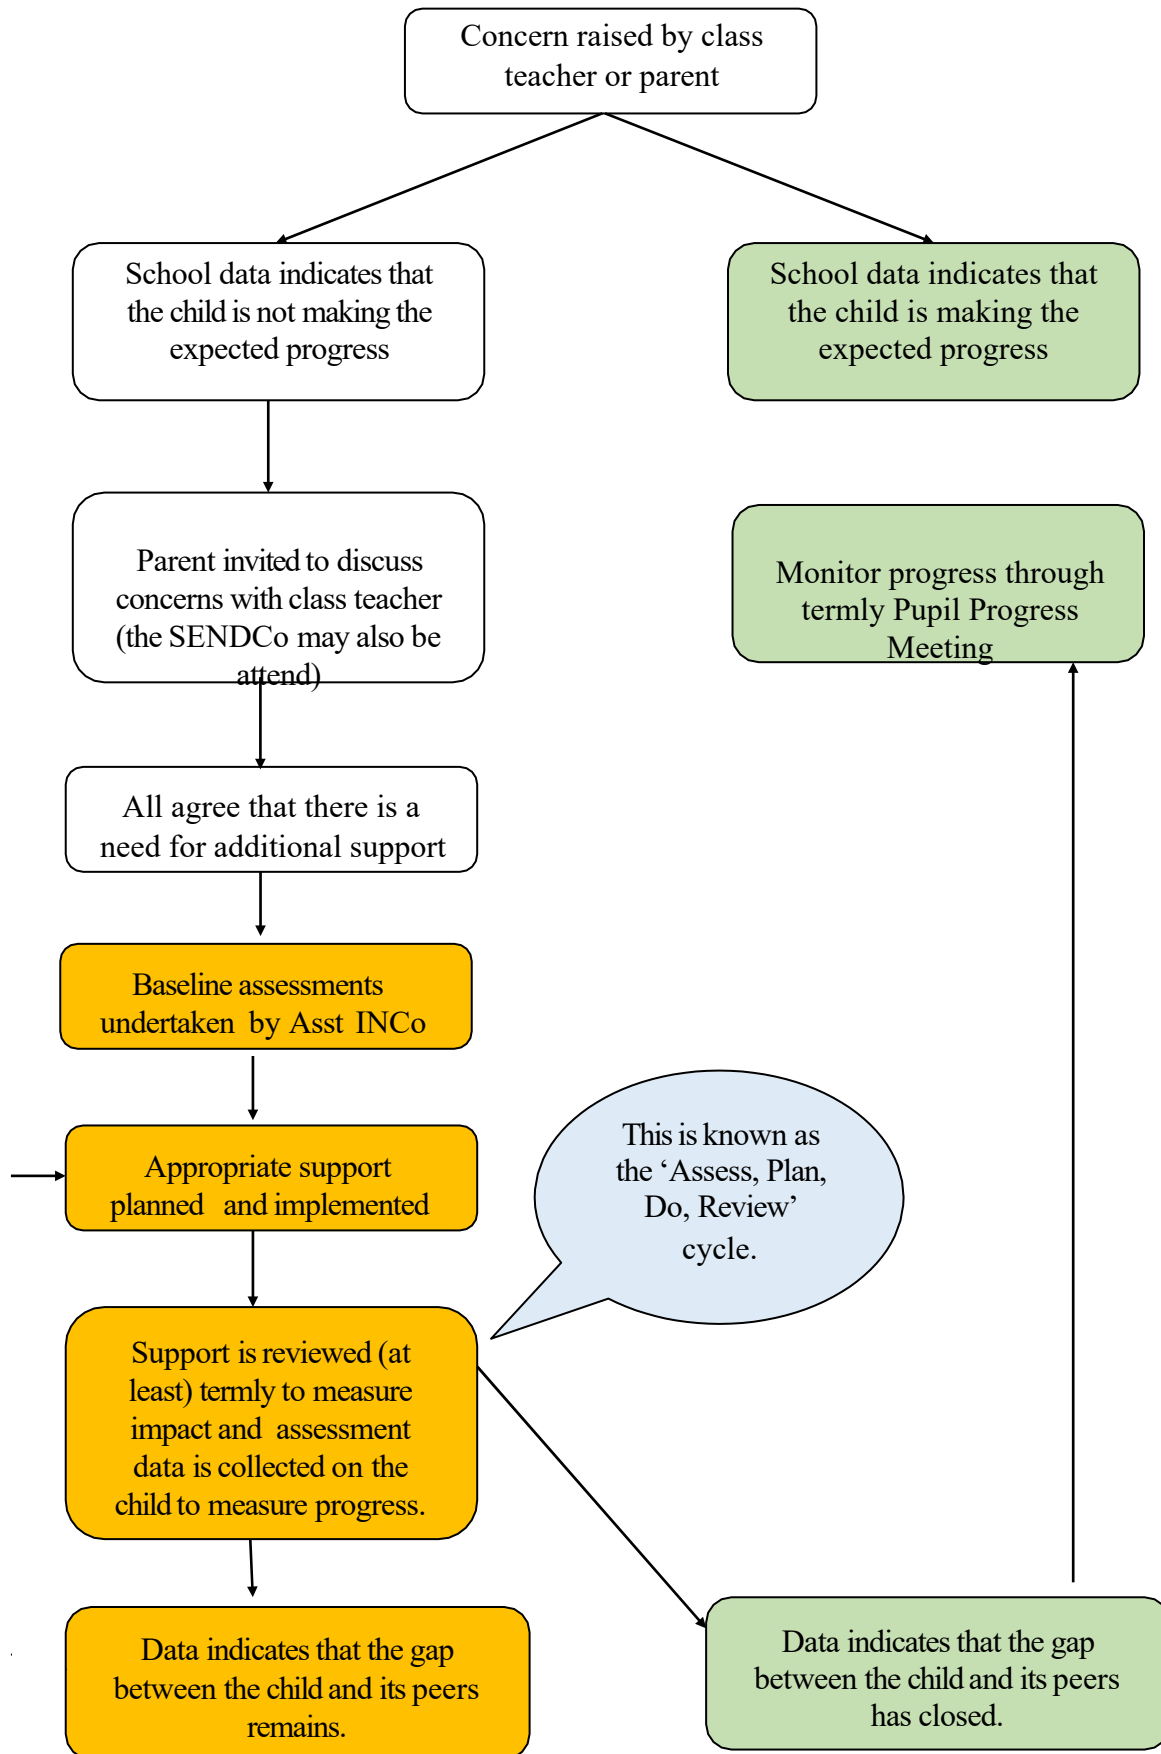 Concern raised by class
teacher or parent
School data indicates that
the child is not making the
expected progress
School data indicates that
the child is making the
expected progress
Parent invited to discuss
concerns with class teacher
(the SENDCo may also be
attend)
Monitor progress through
termly Pupil Progress
Meeting
All agree that there is a
need for additional support
Baseline assessments
undertaken by Asst INCo
Appropriate support
planned and implemented
This is known as
the ‘Assess, Plan,
Do, Review’
cycle.
Support is reviewed (at
least) termly to measure
impact and assessment
data is collected on the
child to measure progress.
Data indicates that the gap
between the child and its peers
remains.
Data indicates that the gap
between the child and its peers
has closed.